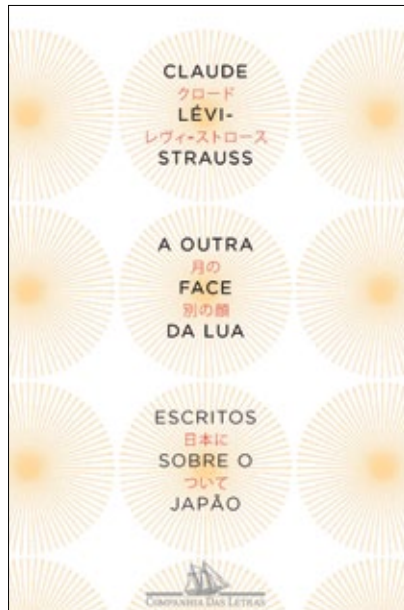 CLAUDE
クロード
LÉVI-
レヴィ=ストロース
STRAUSS
A OUTRA
月の
FACE
別の顔
DA LUA
ESCRITOS
日本に
SOBRE O
ついて
JAPÃO
COMPANHIA DAS LETRAS